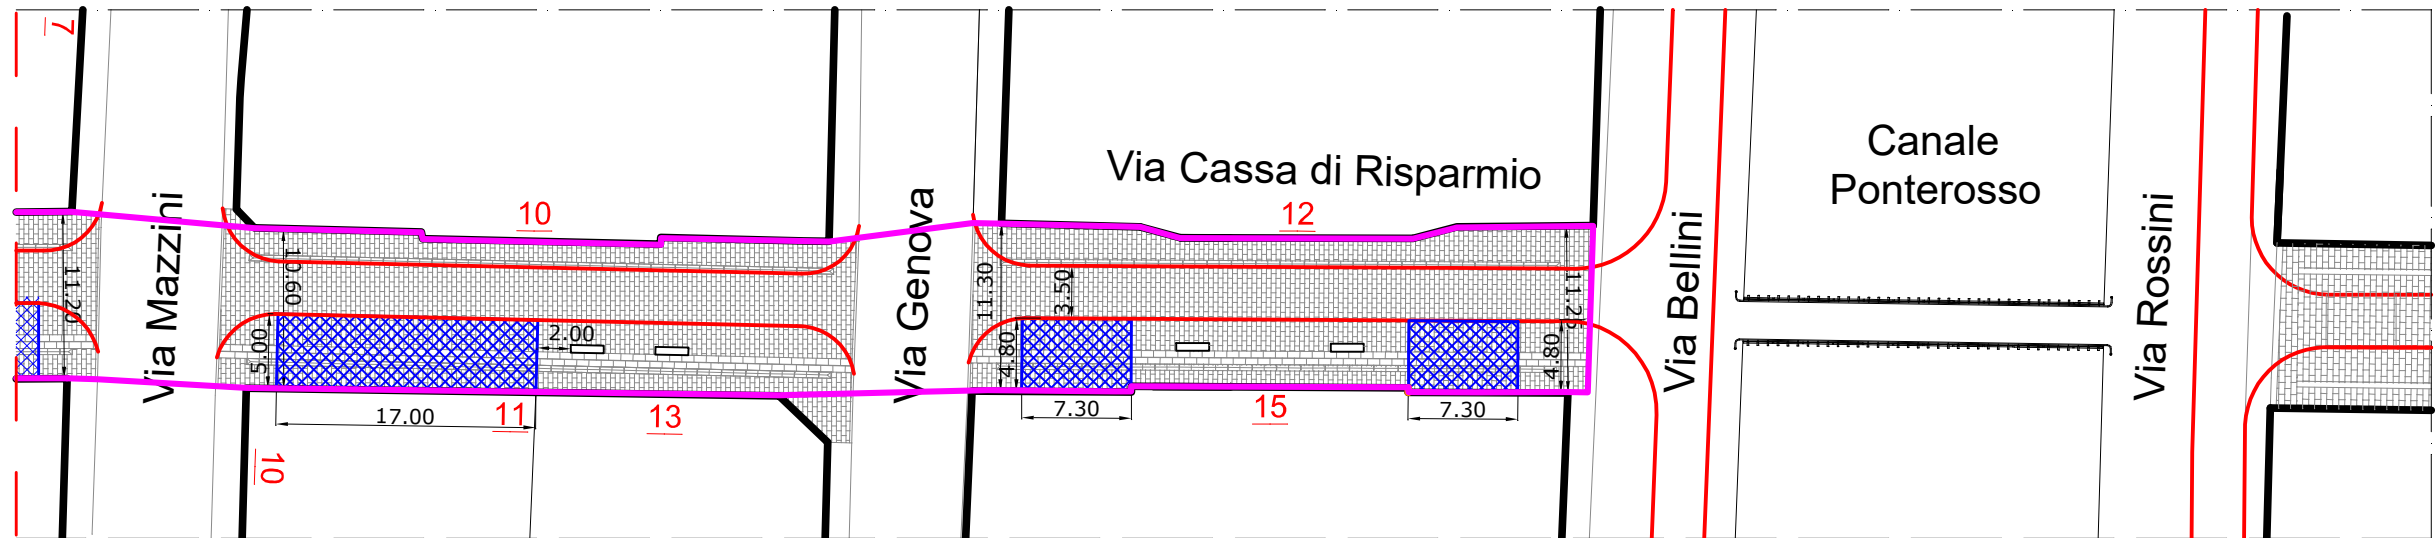 7
Via Mazzini
11.20
10
10.60
5.00
17.00
2.00
11
13
10
Via Genova
Via Cassa di Risparmio
12
11.30
3.50
4.80
7.30
15
7.30
4.80
11.25
Via Bellini
Canale
Ponterosso
Via Rossini